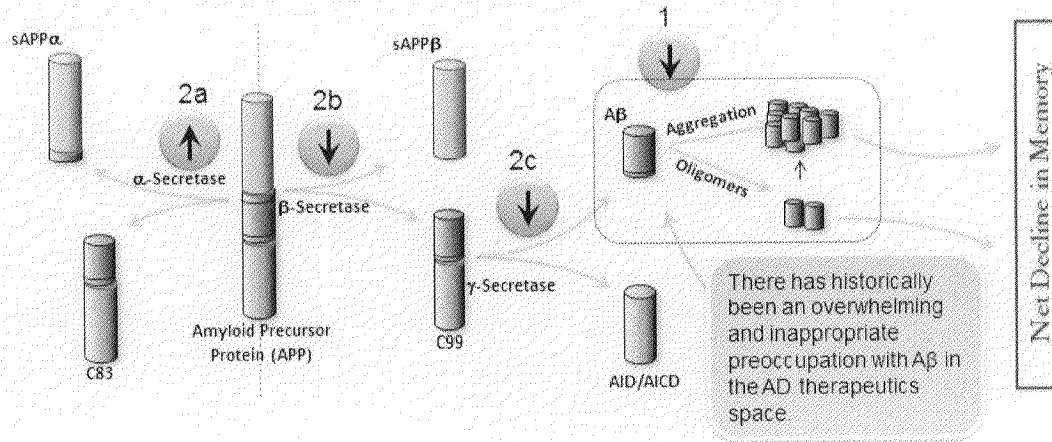 1
sAPPα
sAPPβ
2a
2b
Aβ
Aggregation
Oligomers
α-Secretase
β-Secretase
2c
γ-Secretase
C83
Amyloid Precursor
Protein (APP)
C99
AID/AICD
There has historically
been an overwhelming
and inappropriate
preoccupation with Aβ in
the AD therapeutics
space.
Net Decline in Memory